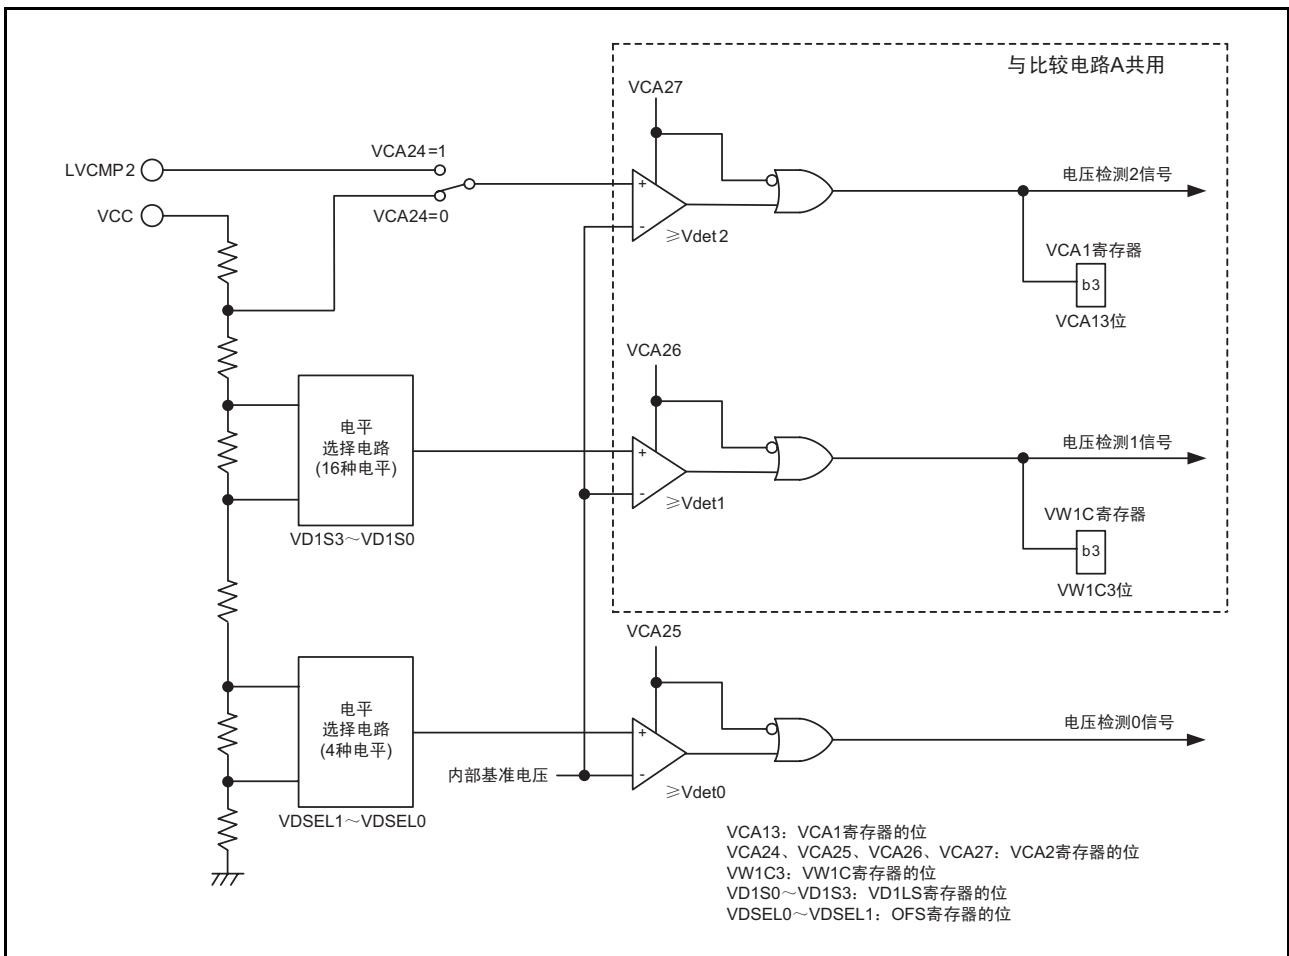 与比较电路A共用
VCA27
VCA24=1
LVCMP2
电压检测2信号
+
VCC
VCA24=0
-
≥Vdet2
VCA1寄存器
b3
VCA13位
VCA26
电平
选择电路
(16种电平)
电压检测1信号
+
-
≥Vdet1
VW1C寄存器
VD1S3～VD1S0
b3
VW1C3位
VCA25
电平
选择电路
(4种电平)
电压检测0信号
+
内部基准电压
-
≥Vdet0
VDSEL1～VDSEL0
VCA13：VCA1寄存器的位
VCA24、VCA25、VCA26、VCA27：VCA2寄存器的位
VW1C3：VW1C寄存器的位
VD1S0～VD1S3：VD1LS寄存器的位
VDSEL0～VDSEL1：OFS寄存器的位